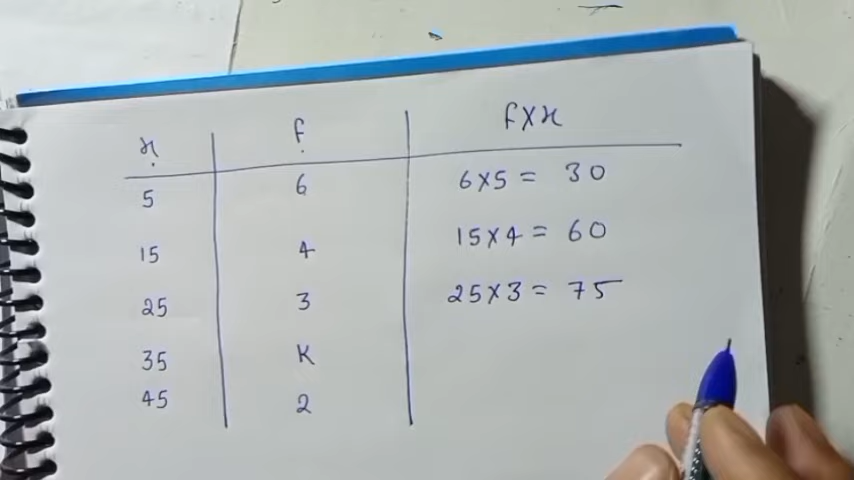 x f f×x
5 6 6×5 = 30
15 4 15×4 = 60
25 3 25×3 = 75
35 K
45 2